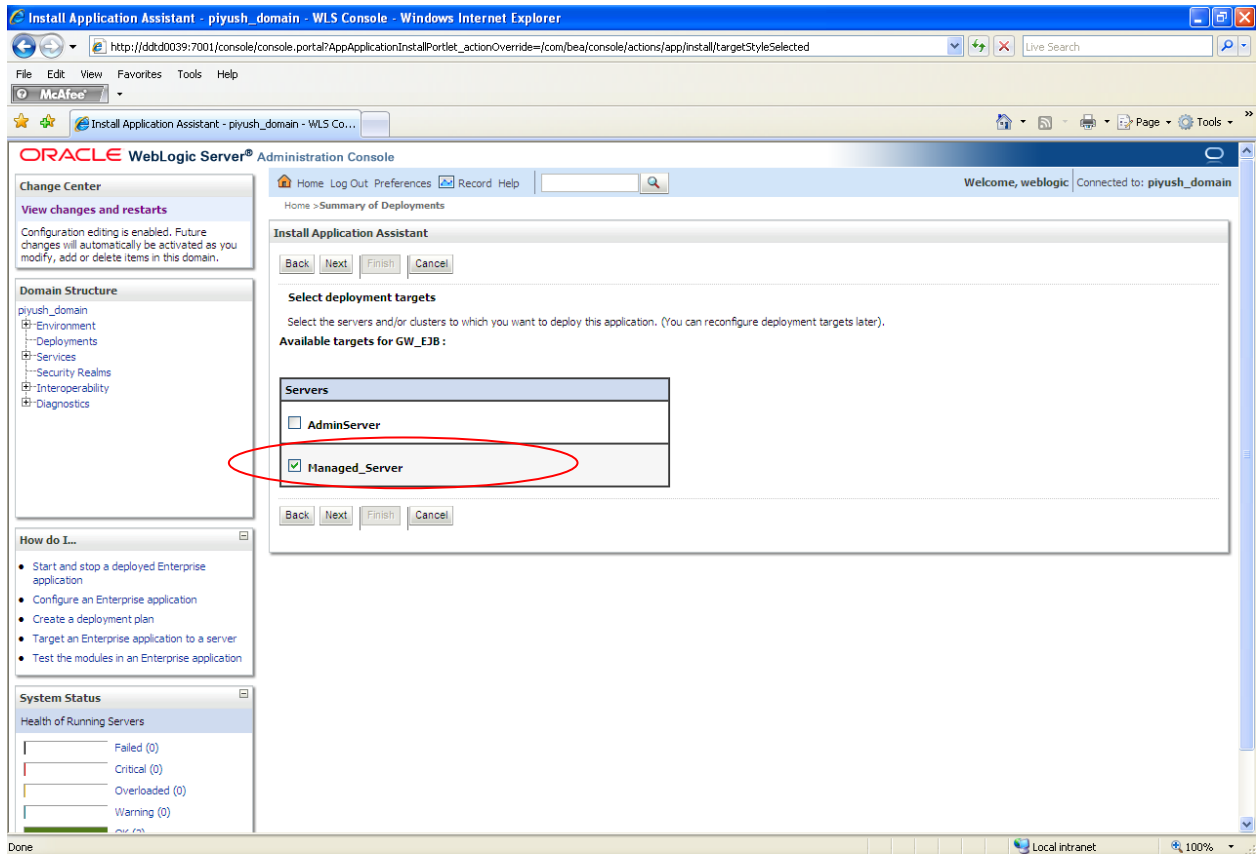 Install Application Assistant - piyush_domain - WLS Console - Windows Internet Explorer
http://ddtd0039:7001/console/console.portal?AppApplicationInstallPortlet_actionOverride=/com/bea/console/actions/app/install/targetStyleSelected
Live Search
File Edit View Favorites Tools Help
McAfee
Install Application Assistant - piyush_domain - WLS Co...
Page Tools
ORACLE WebLogic Server® Administration Console
Change Center
View changes and restarts
Configuration editing is enabled. Future
changes will automatically be activated as you
modify, add or delete items in this domain.
Domain Structure
piyush_domain
Environment
Deployments
Services
Security Realms
Interoperability
Diagnostics
How do I...
Start and stop a deployed Enterprise
application
Configure an Enterprise application
Create a deployment plan
Target an Enterprise application to a server
Test the modules in an Enterprise application
System Status
Health of Running Servers
Failed (0)
Critical (0)
Overloaded (0)
Warning (0)
Home Log Out Preferences Record Help
Welcome, weblogic Connected to: piyush_domain
Home >Summary of Deployments
Install Application Assistant
Back Next Finish Cancel
Select deployment targets
Select the servers and/or clusters to which you want to deploy this application. (You can reconfigure deployment targets later).
Available targets for GW_EJB :
Servers
AdminServer
Managed_Server
Back Next Finish Cancel
Done
Local intranet
100%